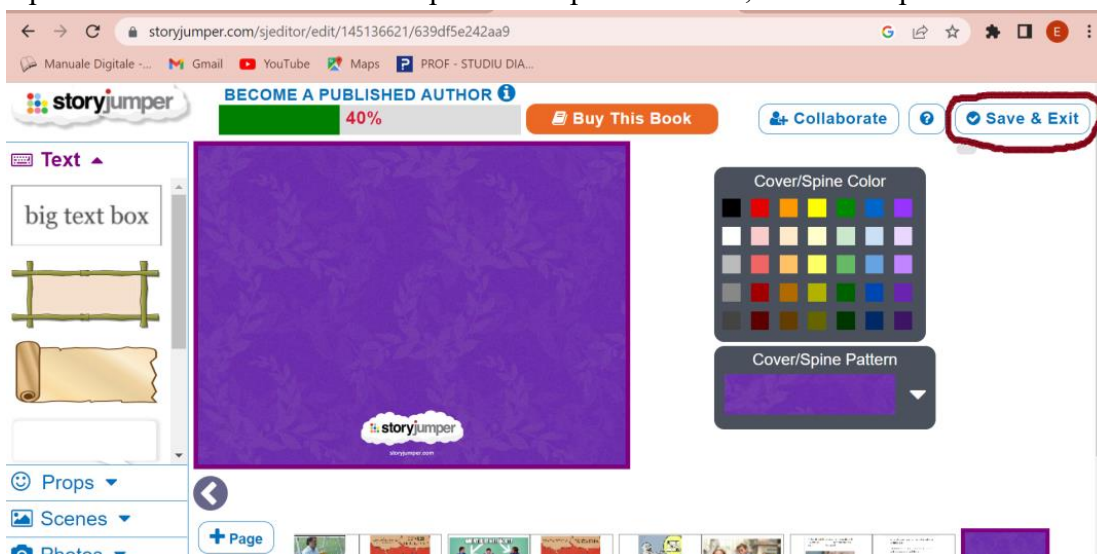 storyjumper.com/sjeditor/edit/145136621/639df5e242aa9
G
E
Manuale Digitale -...
Gmail
YouTube
Maps
P PROF - STUDIU DIA...
storyjumper
BECOME A PUBLISHED AUTHOR
40%
Buy This Book
Collaborate
?
Save & Exit
Text
big text box
Cover/Spine Color
Cover/Spine Pattern
storyjumper
storyjumper.com
Props
Scenes
Photos
+ Page